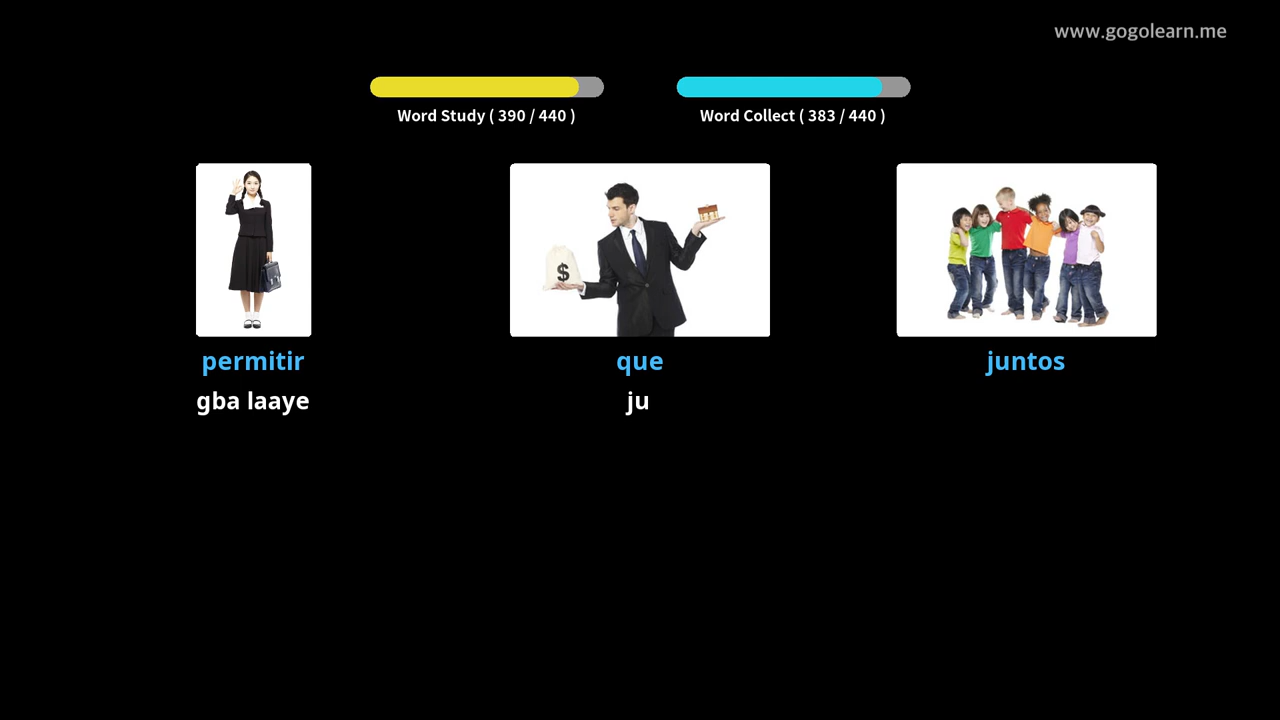 www.gogolearn.me
Word Study ( 390 / 440 )
Word Collect ( 383 / 440 )
permitir
que
juntos
gba laaye
ju
$